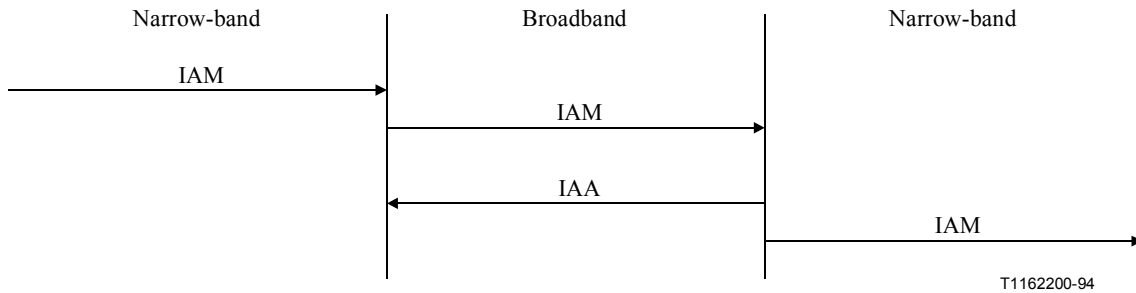 Narrow-band Broadband Narrow-band
IAM
IAM
IAA
IAM
T1162200-94